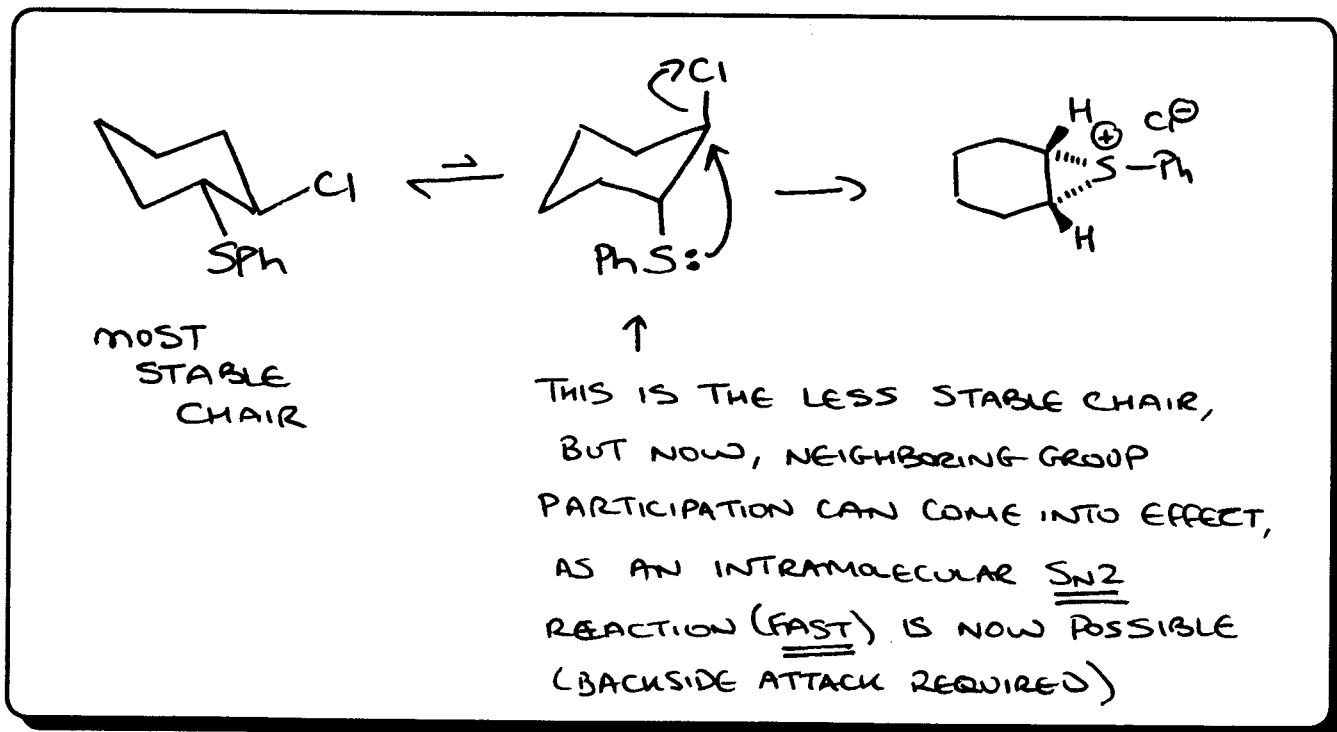 Cl
Cl
SPh
PhS:
H
⊕
Cl⊖
S-Ph
H
MOST
STABLE
CHAIR
THIS IS THE LESS STABLE CHAIR,
BUT NOW, NEIGHBORING GROUP
PARTICIPATION CAN COME INTO EFFECT,
AS AN INTRAMOLECULAR SN2
REACTION (FAST) IS NOW POSSIBLE
(BACKSIDE ATTACK REQUIRED)